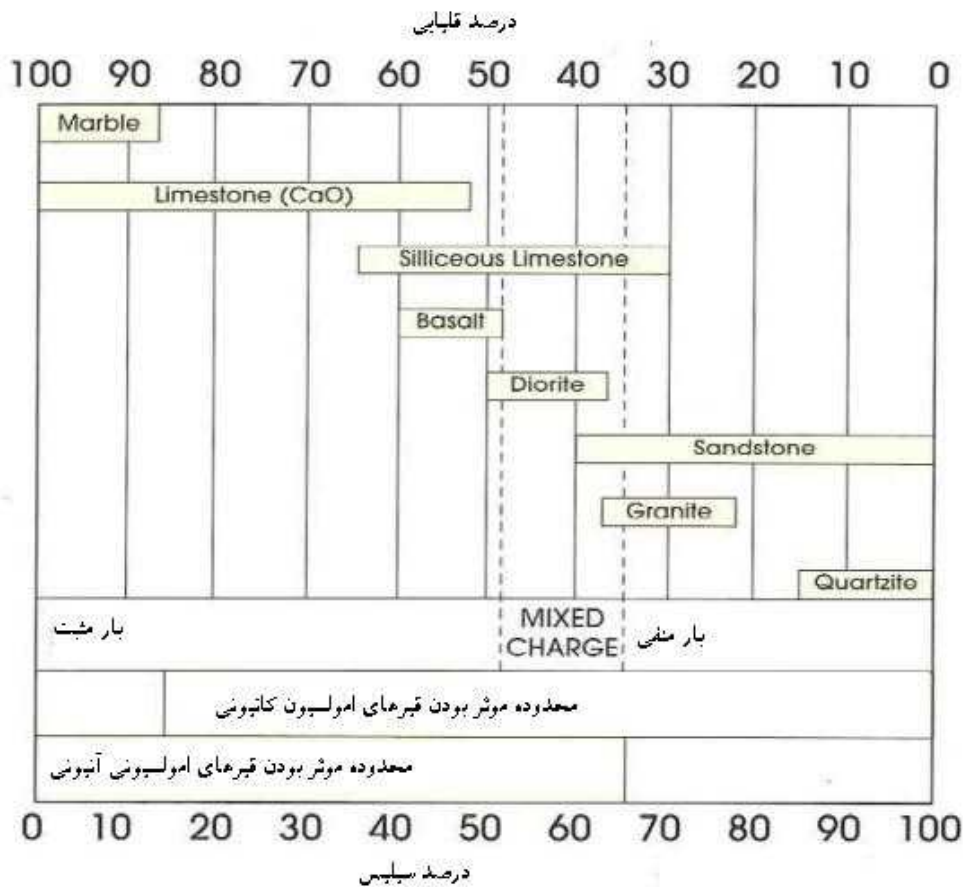 درصد قلیایی
100 90 80 70 60 50 40 30 20 10 0
Marble
Limestone (CaO)
Silliceous Limestone
Basalt
Diorite
Sandstone
Granite
Quartzite
بار مثبت
MIXED
CHARGE
بار منفی
محدوده موثر بودن قیرهای امولسیون کاتیونی
محدوده موثر بودن قیرهای امولسیونی آنیونی
0 10 20 30 40 50 60 70 80 90 100
درصد سیلیس